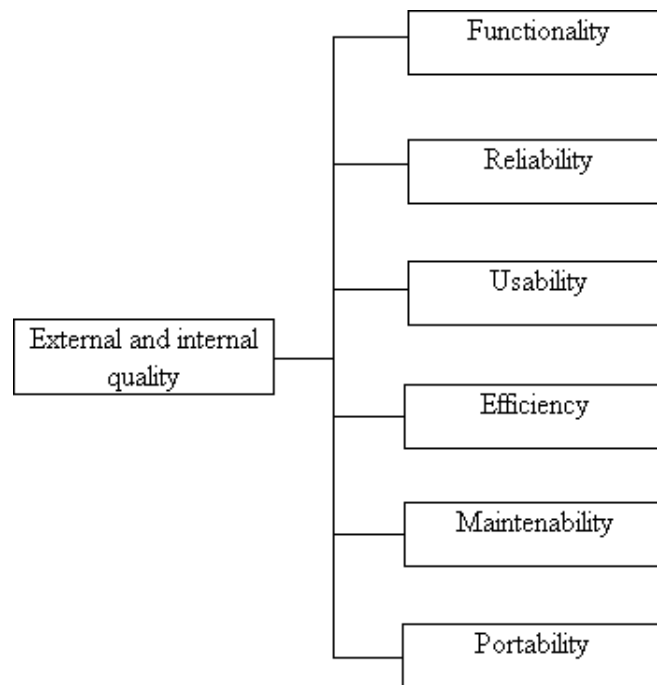 Functionality
Reliability
Usability
External and internal
quality
Efficiency
Maintenability
Portability